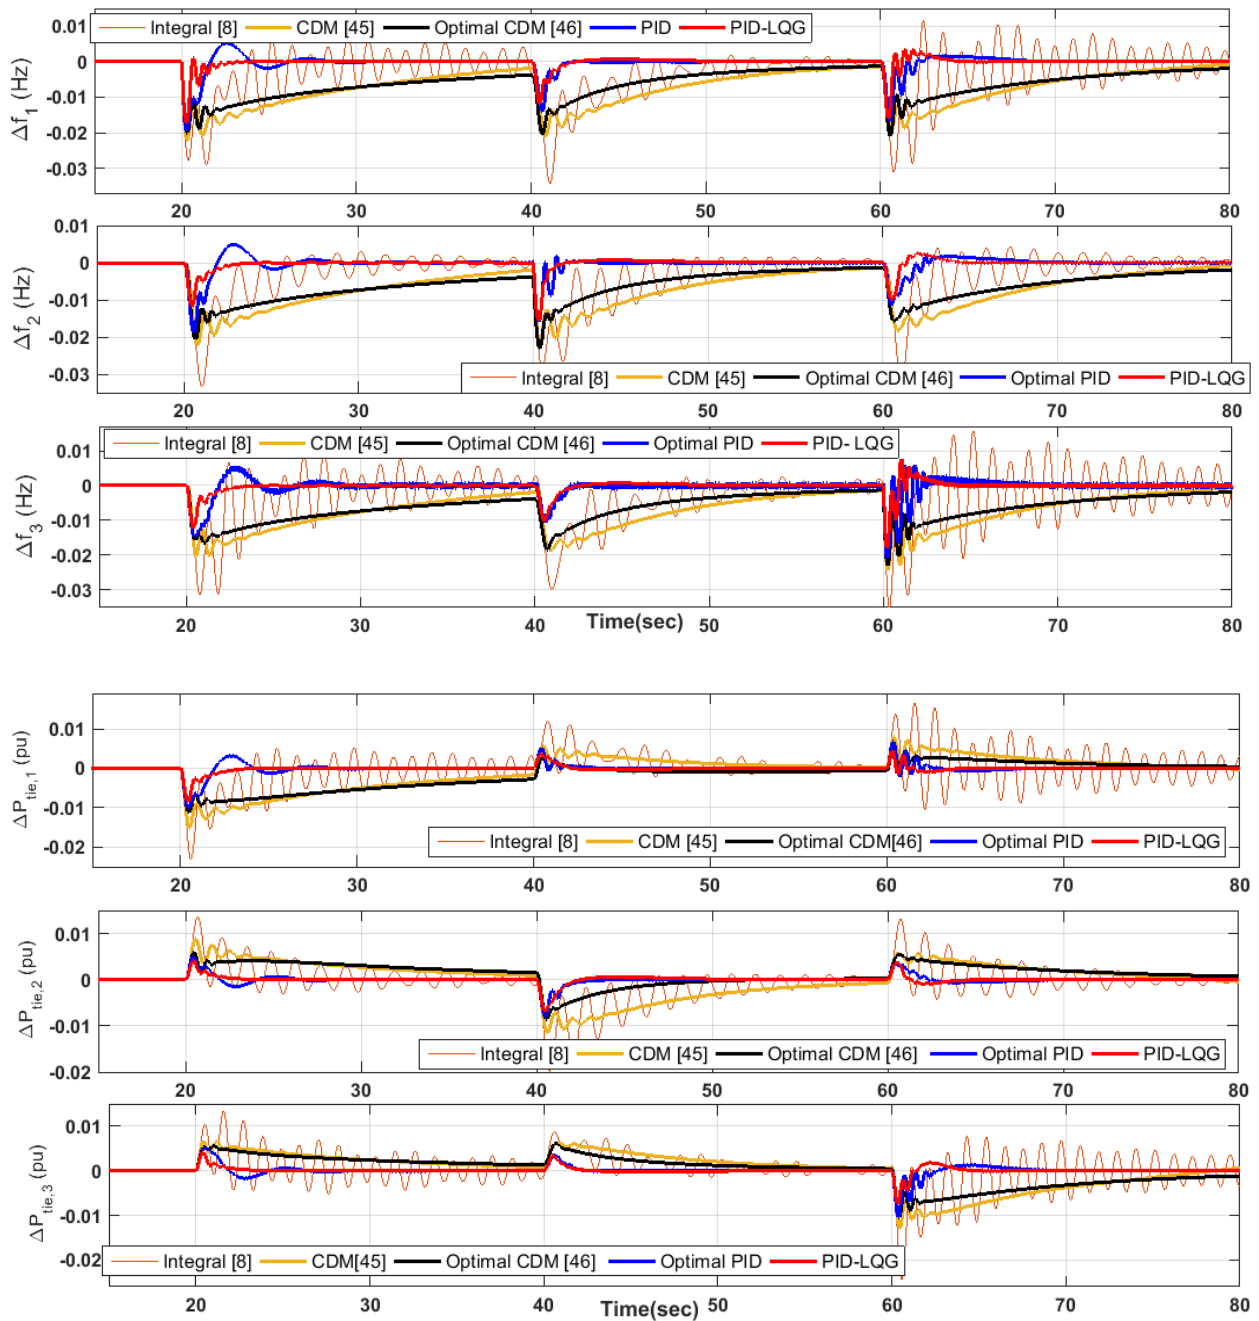 Integral [8] CDM [45] Optimal CDM [46] PID PID-LQG
0.01
0
-0.01
-0.02
-0.03
Δf1 (Hz)
20 30 40 50 60 70 80
0.01
0
-0.01
-0.02
-0.03
Δf2 (Hz)
Integral [8] CDM [45] Optimal CDM [46] Optimal PID PID-LQG
20 30 40 50 60 70 80
Integral [8] CDM [45] Optimal CDM [46] Optimal PID PID- LQG
0.01
0
-0.01
-0.02
-0.03
Δf3 (Hz)
20 30 40 50 60 70 80
Time(sec)
0.01
0
-0.01
-0.02
ΔPtie,1 (pu)
Integral [8] CDM [45] Optimal CDM[46] Optimal PID PID-LQG
20 30 40 50 60 70 80
0.01
0
-0.01
-0.02
ΔPtie,2 (pu)
Integral [8] CDM [45] Optimal CDM [46] Optimal PID PID-LQG
20 30 40 50 60 70 80
0.01
0
-0.01
-0.02
ΔPtie,3 (pu)
Integral [8] CDM[45] Optimal CDM [46] Optimal PID PID-LQG
20 30 40 50 60 70 80
Time(sec)